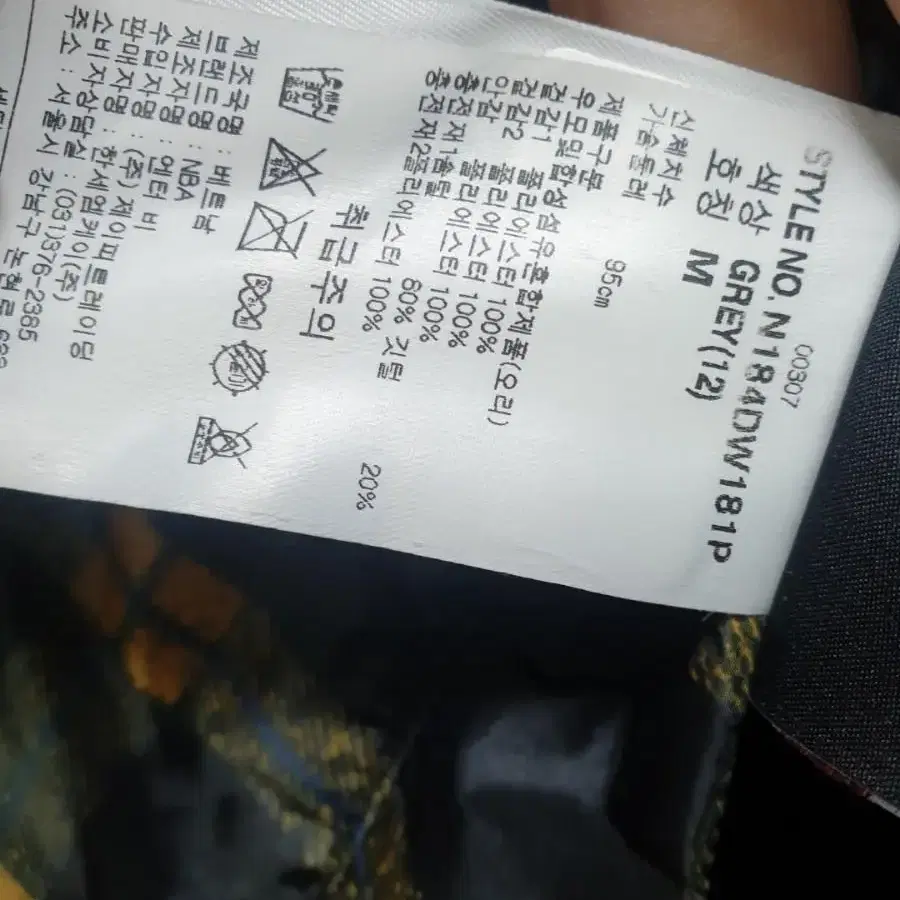 00307
STYLE NO. N184DW181P
색상 GREY(12)
호칭 M
신체치수
가슴둘레 95cm
제품구분
우모및합성섬유혼합제품(오리)
겉감1 폴리에스터 100%
겉감2 폴리에스터 100%
안감 폴리에스터 100%
충전재1솜털 80% 깃털 20%
충전재2폴리에스터 100%
취급주의
제조국명 : 베트남
브랜드명 : NBA
제조자명 : 엔터 비
수입자명 : (주) 제이피트레이딩
판매자명 : 한세엠케이(주)
소비자상담실 : (031)376-2385
주소 : 서울시 강남구 논현로